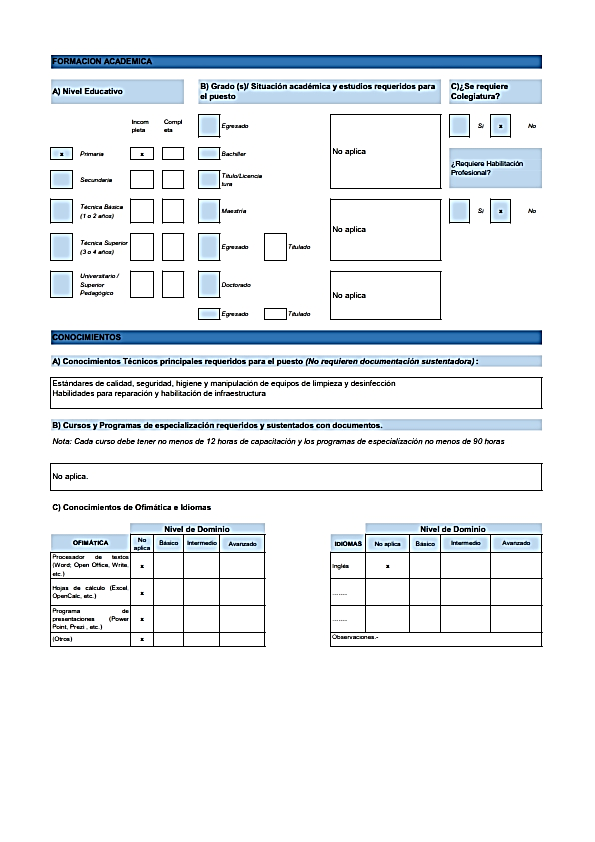 FORMACION ACADEMICA
A) Nivel Educativo
B) Grado (s)/ Situación académica y estudios requeridos para
el puesto
C)¿Se requiere
Colegiatura?
Incom
pleta
Compl
eta
Egresado
No aplica
Si x No
x Primaria x
Bachiller
¿Requiere Habilitación
Profesional?
Secundaria
Título/Licencia
tura
Técnica Básica
(1 o 2 años)
Maestría
No aplica
Si x No
Técnica Superior
(3 o 4 años)
Egresado
Titulado
Universitario /
Superior
Pedagógico
Doctorado
No aplica
Egresado
Titulado
CONOCIMIENTOS
A) Conocimientos Técnicos principales requeridos para el puesto (No requieren documentación sustentadora) :
Estándares de calidad, seguridad, higiene y manipulación de equipos de limpieza y desinfección
Habilidades para reparación y habilitación de infraestructura
B) Cursos y Programas de especialización requeridos y sustentados con documentos.
Nota: Cada curso debe tener no menos de 12 horas de capacitación y los programas de especialización no menos de 90 horas
No aplica.
C) Conocimientos de Ofimática e Idiomas
Nivel de Dominio
OFIMÁTICA
No
aplica
Básico Intermedio Avanzado
Procesador de textos
(Word; Open Office, Write,
etc.)
x
Hojas de cálculo (Excel,
OpenCalc, etc.)
x
Programa de
presentaciones (Power
Point, Prezi , etc.)
x
(Otros) x
Nivel de Dominio
IDIOMAS No aplica Básico Intermedio Avanzado
Inglés x
.........
.........
Observaciones.-